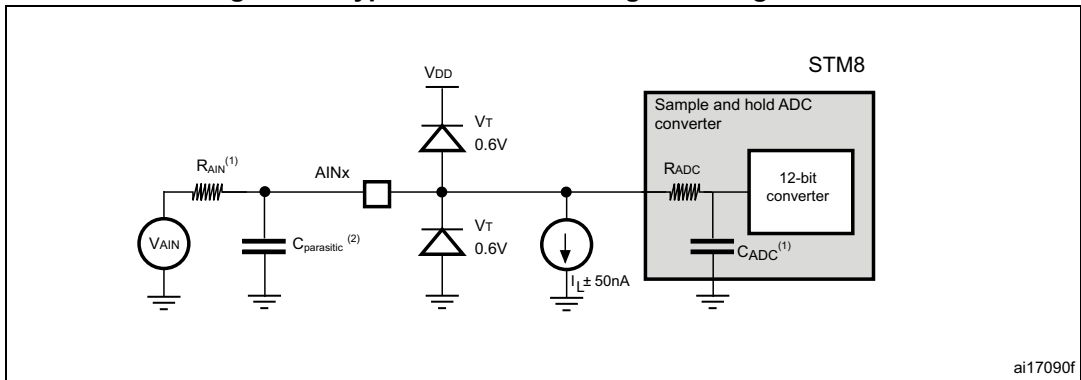 STM8
VDD
Sample and hold ADC
converter
VT
0.6V
RAIN(1)
AINx
RADC
12-bit
converter
VAIN
Cparasitic (2)
VT
0.6V
CADC(1)
IL± 50nA
ai17090f